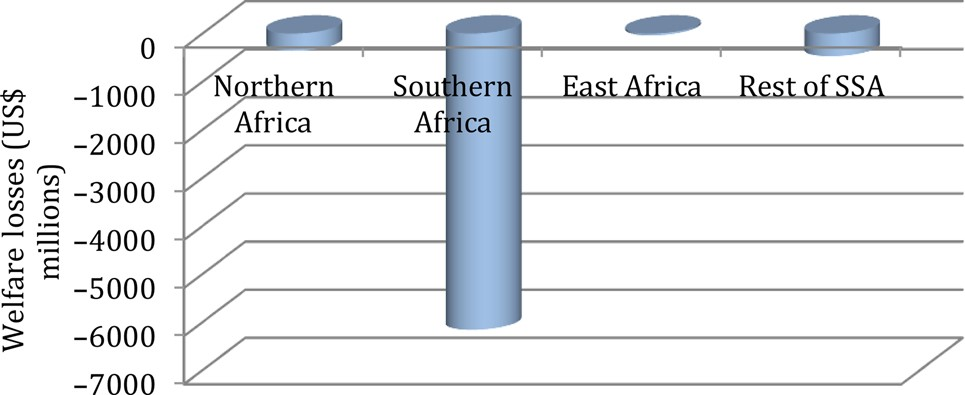 0
−1000
−2000
−3000
−4000
−5000
−6000
−7000
Welfare losses (US$
millions)
Northern
Africa
Southern
Africa
East Africa
Rest of SSA